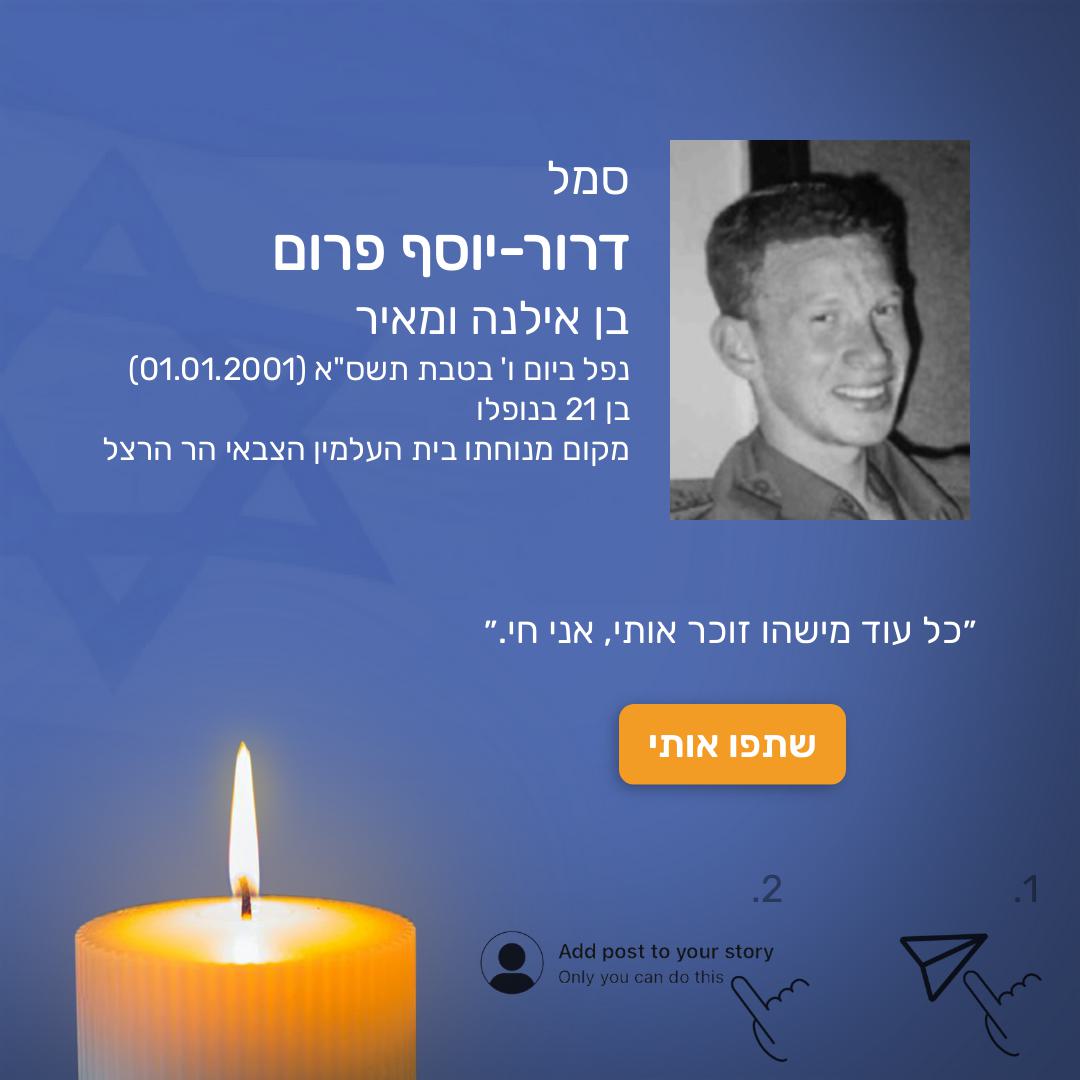 סמל
דרור-יוסף פרום
בן אילנה ומאיר
נפל ביום ו' בטבת תשס"א (01.01.2001)
בן 21 בנופלו
מקום מנוחתו בית העלמין הצבאי הר הרצל
״כל עוד מישהו זוכר אותי, אני חי.״
שתפו אותי
.1
.2
Add post to your story
Only you can do this